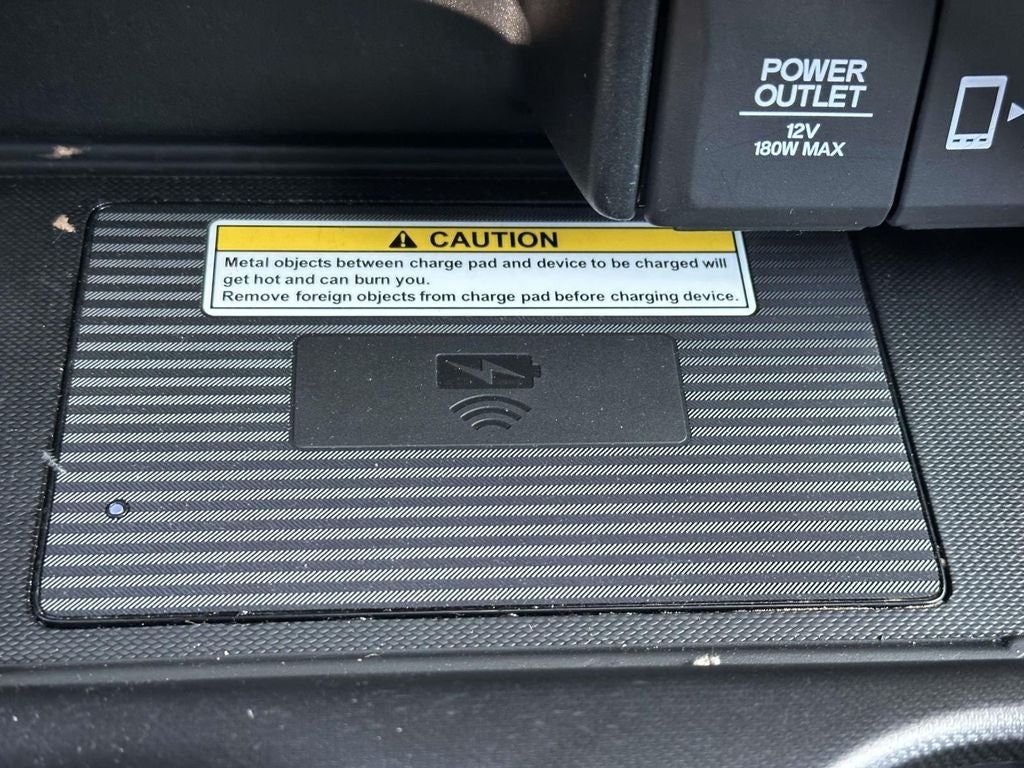 POWER
OUTLET
12V
180W MAX
CAUTION
Metal objects between charge pad and device to be charged will
get hot and can burn you.
Remove foreign objects from charge pad before charging device.